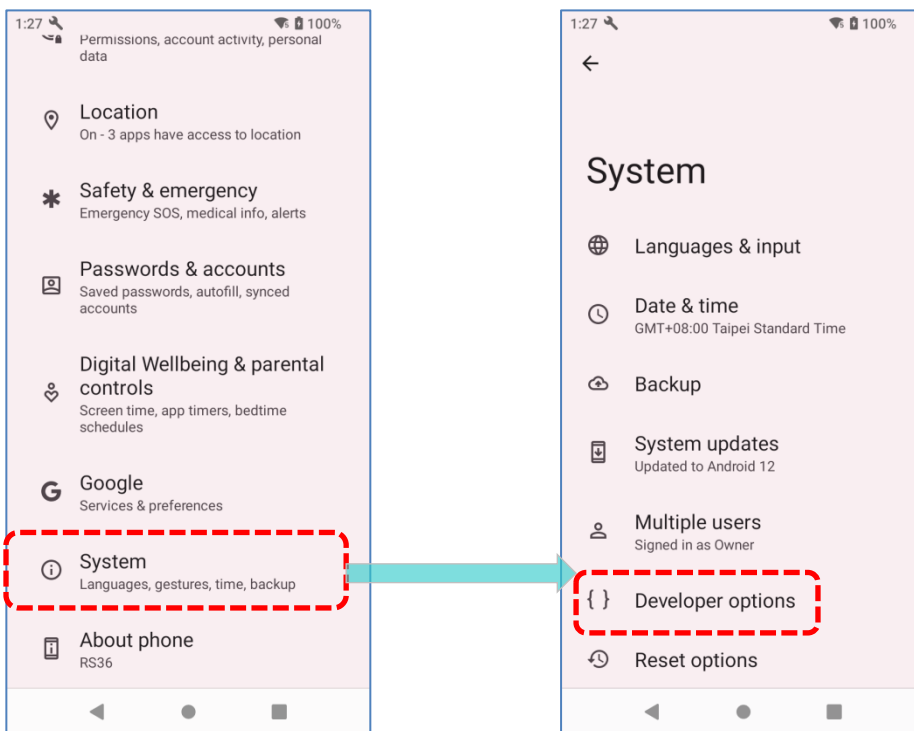 1:27
100%
Permissions, account activity, personal
data
Location
On - 3 apps have access to location
Safety & emergency
Emergency SOS, medical info, alerts
Passwords & accounts
Saved passwords, autofill, synced
accounts
Digital Wellbeing & parental
controls
Screen time, app timers, bedtime
schedules
Google
Services & preferences
System
Languages, gestures, time, backup
About phone
RS36
1:27
100%
System
Languages & input
Date & time
GMT+08:00 Taipei Standard Time
Backup
System updates
Updated to Android 12
Multiple users
Signed in as Owner
{ } Developer options
Reset options